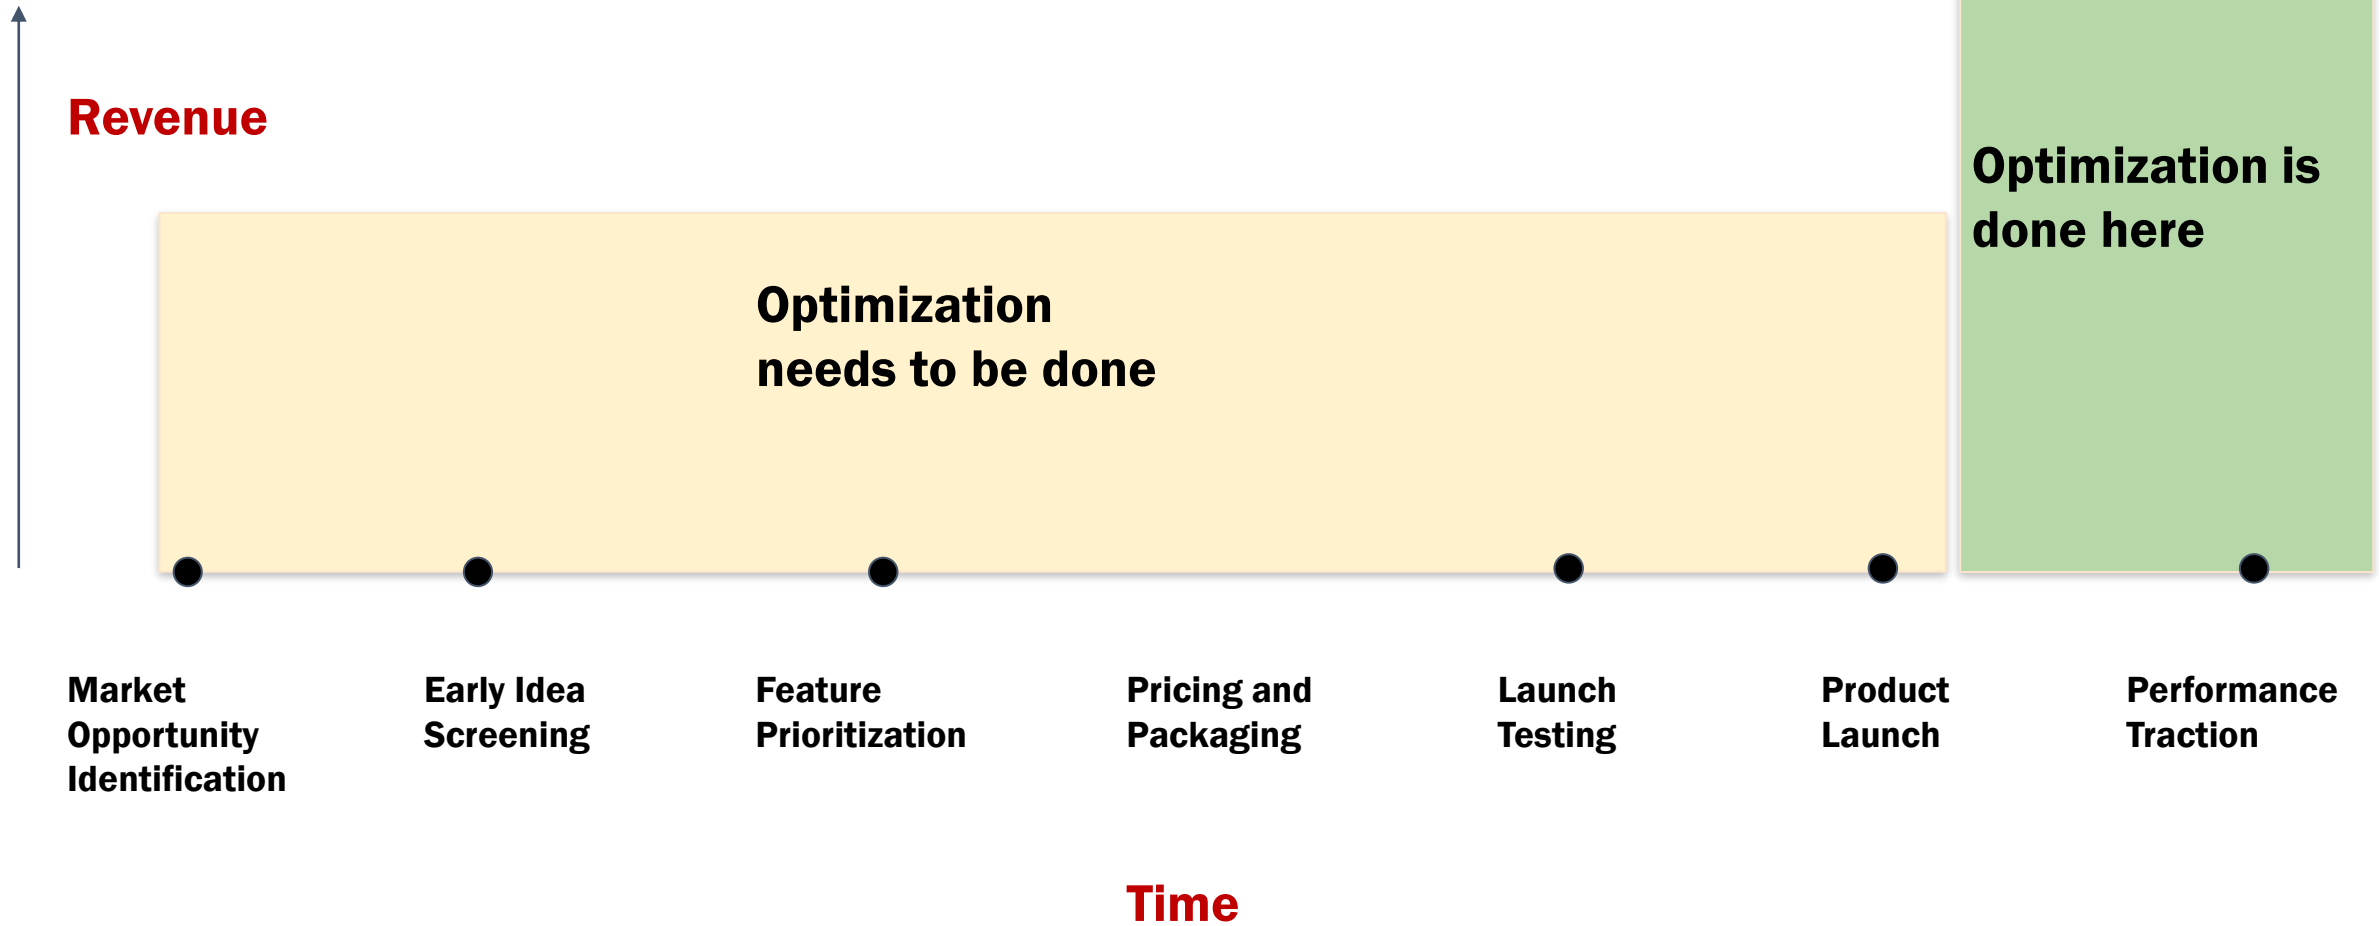 Revenue
Optimization is
done here
Optimization
needs to be done
Market
Opportunity
Identification
Early Idea
Screening
Feature
Prioritization
Pricing and
Packaging
Launch
Testing
Product
Launch
Performance
Traction
Time